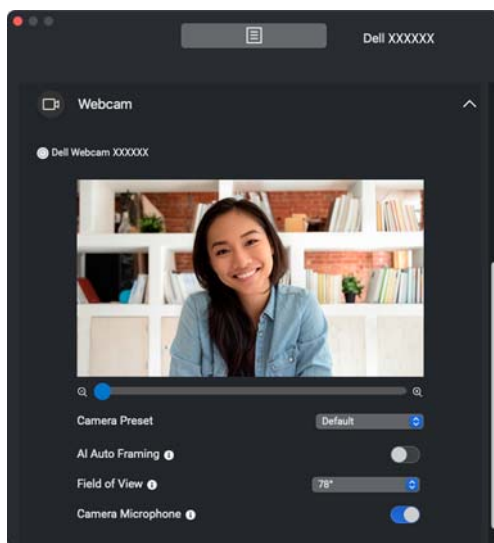 Dell XXXXXX
Webcam
Dell Webcam XXXXXX
Camera Preset Default
AI Auto Framing
Field of View 78°
Camera Microphone